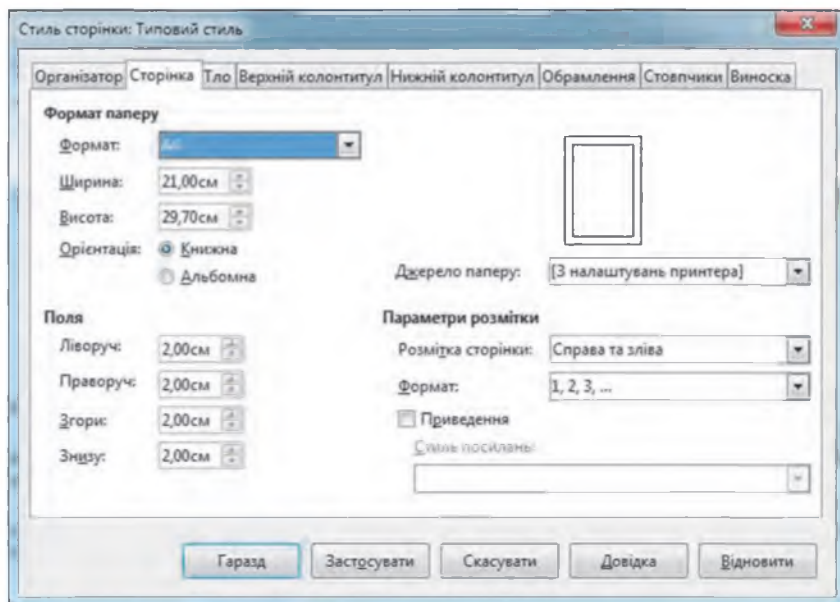 Стиль сторінки: Типовий стиль
Організатор Сторінка Тло Верхній колонтитул Нижній колонтитул Обрамлення Стовпчики Виноска
Формат паперу
Формат:
Ширина: 21,00см
Висота: 29,70см
Орієнтація: Книжна
Альбомна
Джерело паперу: [З налаштувань принтера]
Поля
Ліворуч: 2,00см
Праворуч: 2,00см
Згори: 2,00см
Знизу: 2,00см
Параметри розмітки
Розмітка сторінки: Справа та зліва
Формат: 1, 2, 3, ...
Приведення
Стиль посилань:
Гаразд Застосувати Скасувати Довідка Відновити